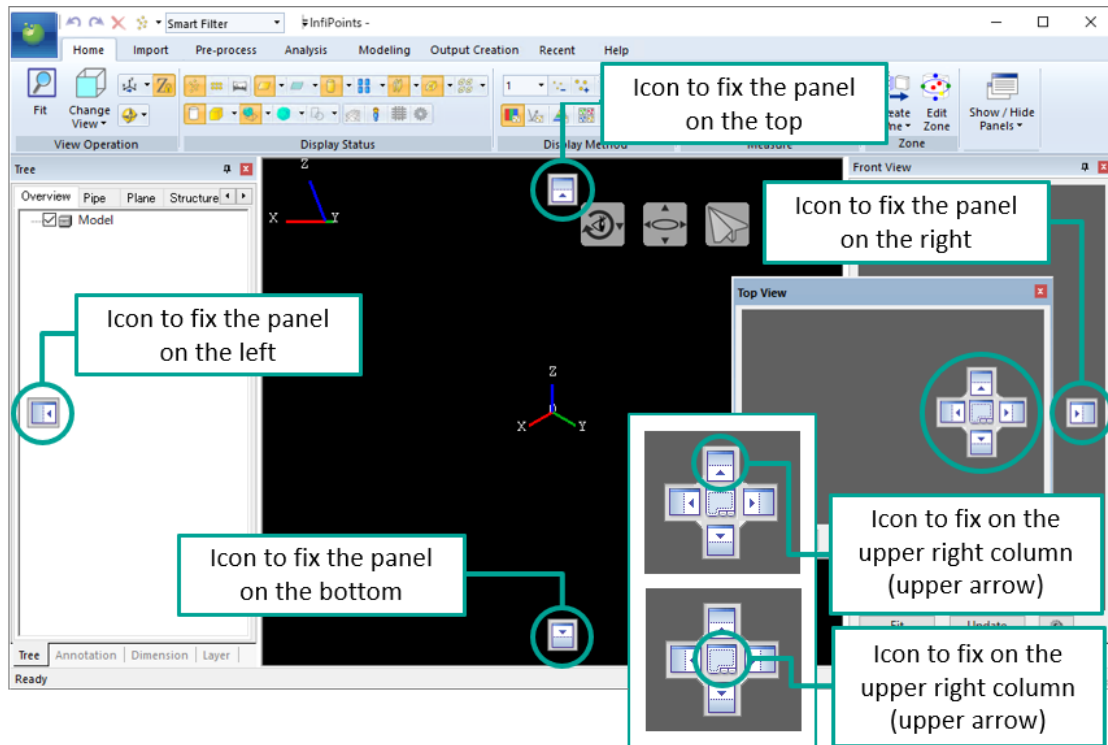 Smart Filter
InfiPoints -
Home Import Pre-process Analysis Modeling Output Creation Recent Help
Fit
Change
View
1
Edit
Zone
Show / Hide
Panels
View Operation
Display Status
Display
Zone
Icon to fix the panel
on the top
Tree
Front View
Overview Pipe Plane Structure
Model
Z
X Y
Icon to fix the panel
on the right
Top View
Icon to fix the panel
on the left
Z
X Y
Icon to fix on the
upper right column
(upper arrow)
Icon to fix the panel
on the bottom
Fit Update
Icon to fix on the
upper right column
(upper arrow)
Tree Annotation Dimension Layer
Ready